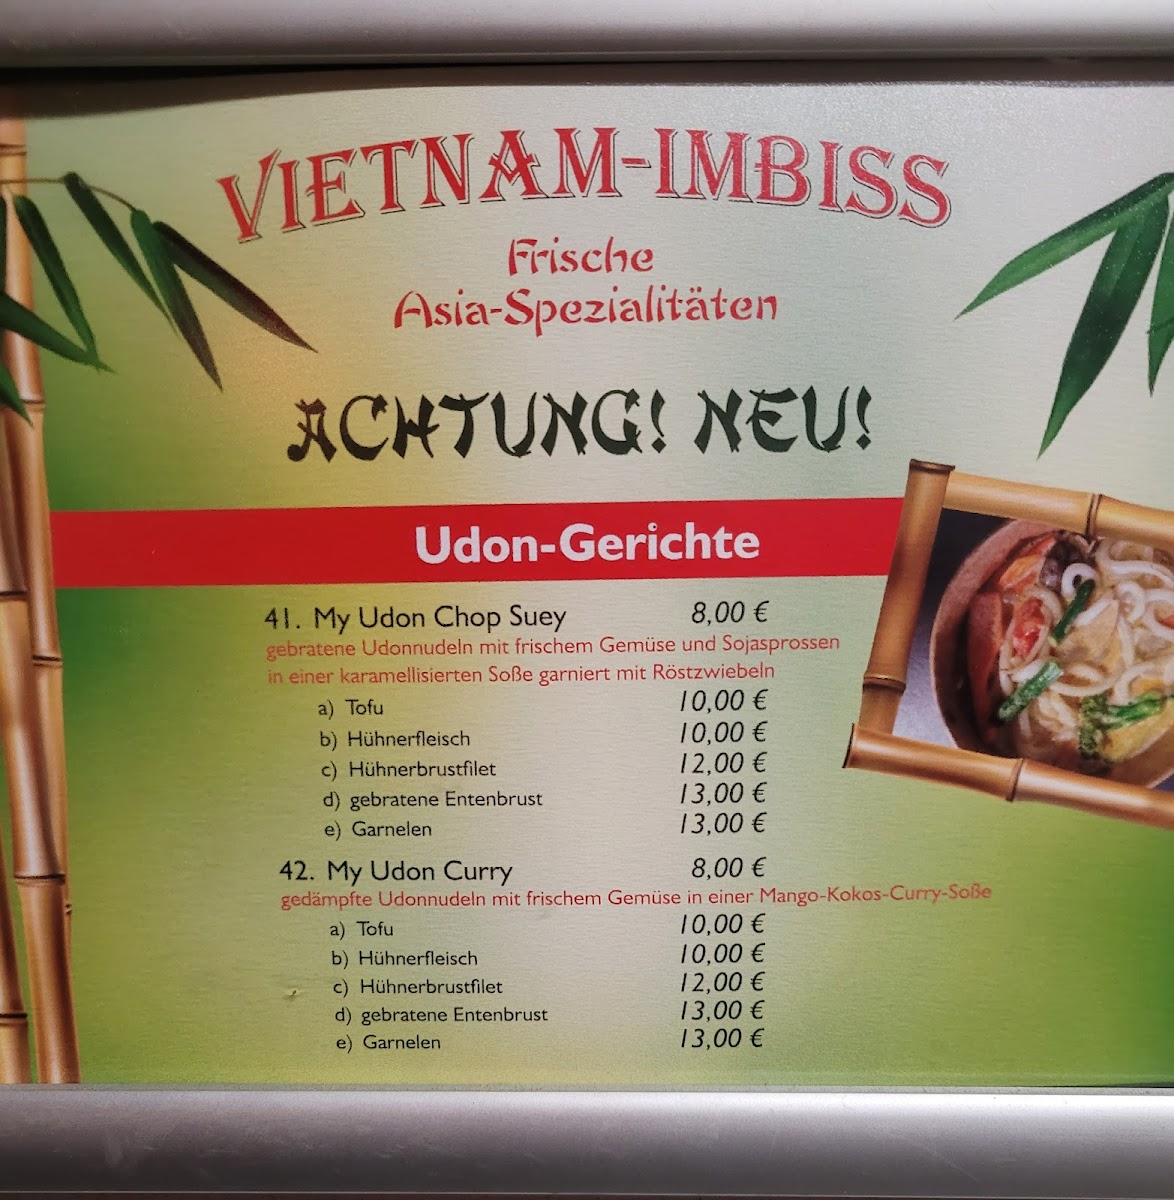 VIETNAM-IMBISS
Frische
Asia-Spezialitäten
ACHTUNG! NEU!
Udon-Gerichte
41. My Udon Chop Suey 8,00 €
gebratene Udonnudeln mit frischem Gemüse und Sojasprossen
in einer karamellisierten Soße garniert mit Röstzwiebeln
a) Tofu 10,00 €
b) Hühnerfleisch 10,00 €
c) Hühnerbrustfilet 12,00 €
d) gebratene Entenbrust 13,00 €
e) Garnelen 13,00 €
42. My Udon Curry 8,00 €
gedämpfte Udonnudeln mit frischem Gemüse in einer Mango-Kokos-Curry-Soße
a) Tofu 10,00 €
b) Hühnerfleisch 10,00 €
c) Hühnerbrustfilet 12,00 €
d) gebratene Entenbrust 13,00 €
e) Garnelen 13,00 €